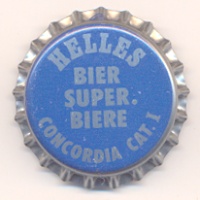 HELLES
BIER
SUPER.
BIERE
CONCORDIA CAT. I